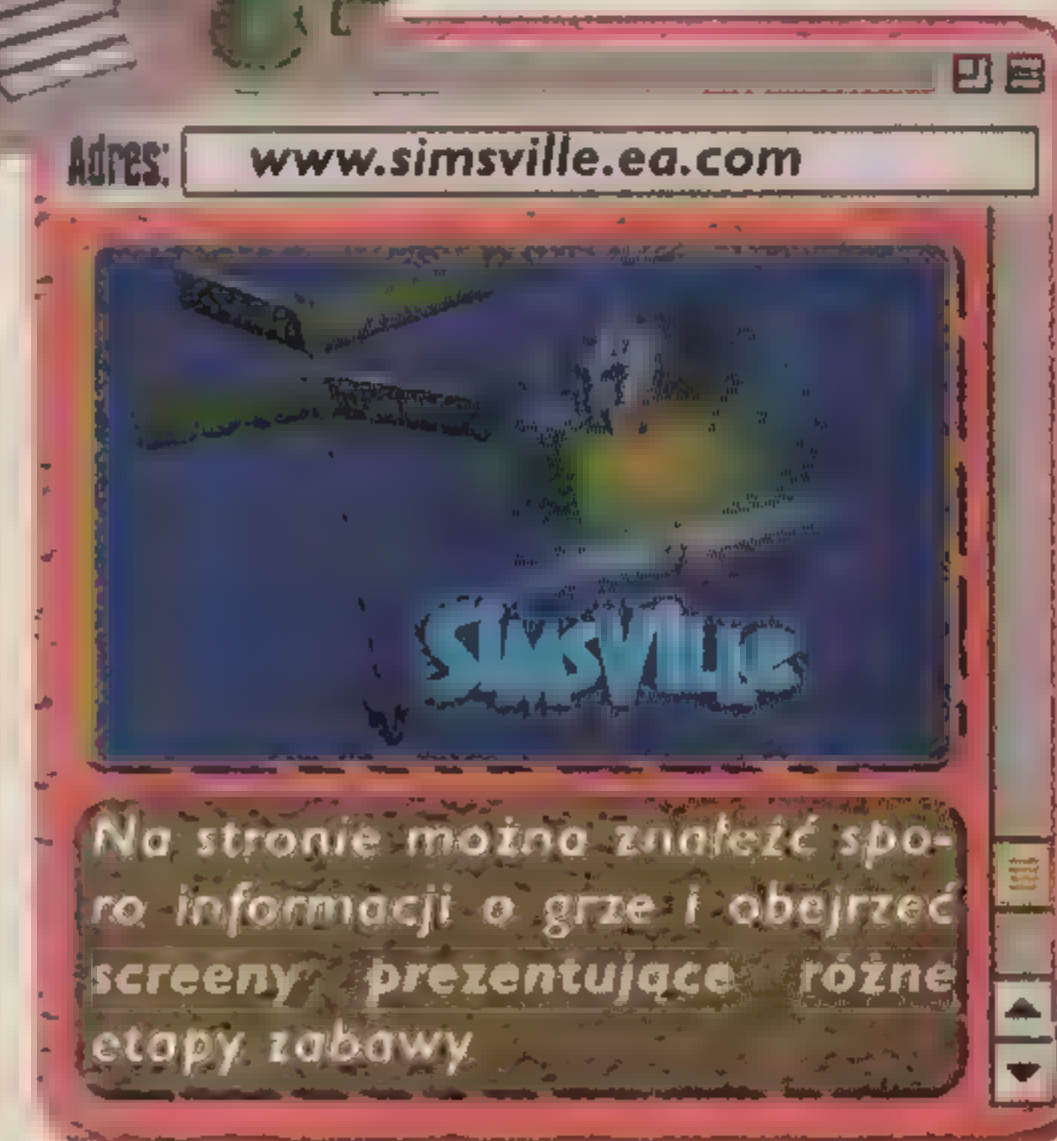 Adres: www.simsville.ea.com
SIMSVILLE
Na stronie można znaleźć spo-
ro informacji o grze i obejrzeć
screeny prezentujące różne
etapy zabawy